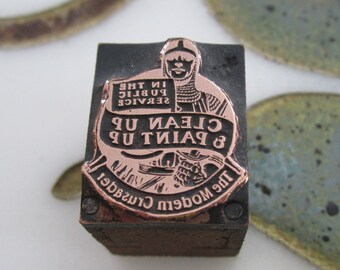 IN THE
PUBLIC
SERVICE
CLEAN UP
& PAINT UP
The Modern Crusader